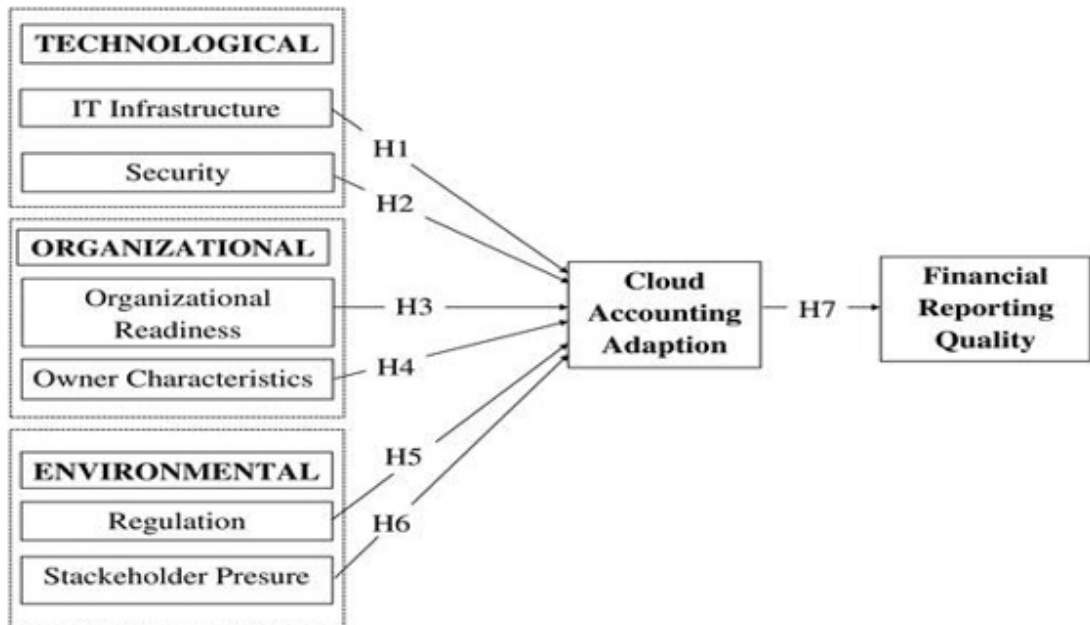 TECHNOLOGICAL
IT Infrastructure
H1
Security
H2
ORGANIZATIONAL
Organizational
Readiness
H3
Owner Characteristics
H4
Cloud
Accounting
Adaption
H7
Financial
Reporting
Quality
ENVIRONMENTAL
H5
Regulation
H6
Stackeholder Presure